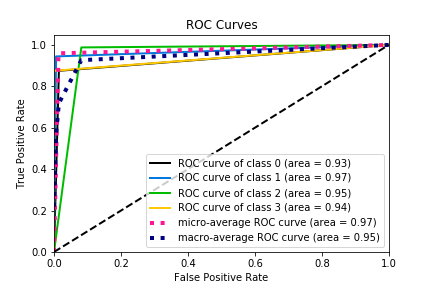 ROC Curves
True Positive Rate
1.0
0.8
0.6
0.4
0.2
0.0
ROC curve of class 0 (area = 0.93)
ROC curve of class 1 (area = 0.97)
ROC curve of class 2 (area = 0.95)
ROC curve of class 3 (area = 0.94)
micro-average ROC curve (area = 0.97)
macro-average ROC curve (area = 0.95)
0.0 0.2 0.4 0.6 0.8 1.0
False Positive Rate